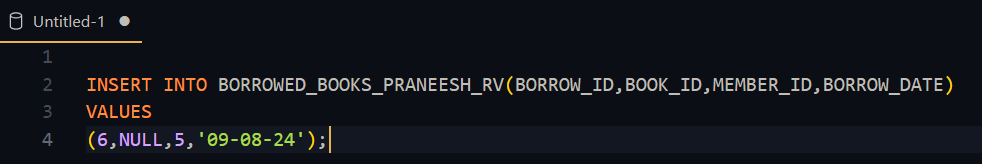 Untitled-1
1
2 INSERT INTO BORROWED_BOOKS_PRANEESH_RV(BORROW_ID,BOOK_ID,MEMBER_ID,BORROW_DATE)
3 VALUES
4 (6,NULL,5,'09-08-24');